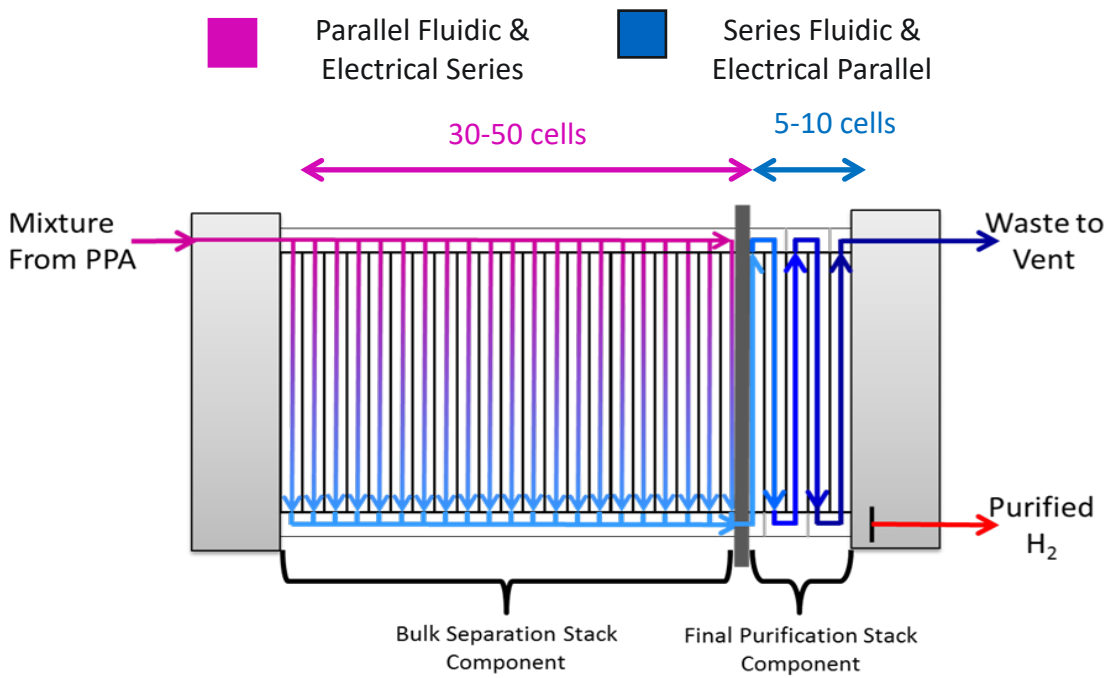 Parallel Fluidic &
Electrical Series
Series Fluidic &
Electrical Parallel
30-50 cells
5-10 cells
Mixture
From PPA
Waste to
Vent
Purified
H₂
Bulk Separation Stack
Component
Final Purification Stack
Component